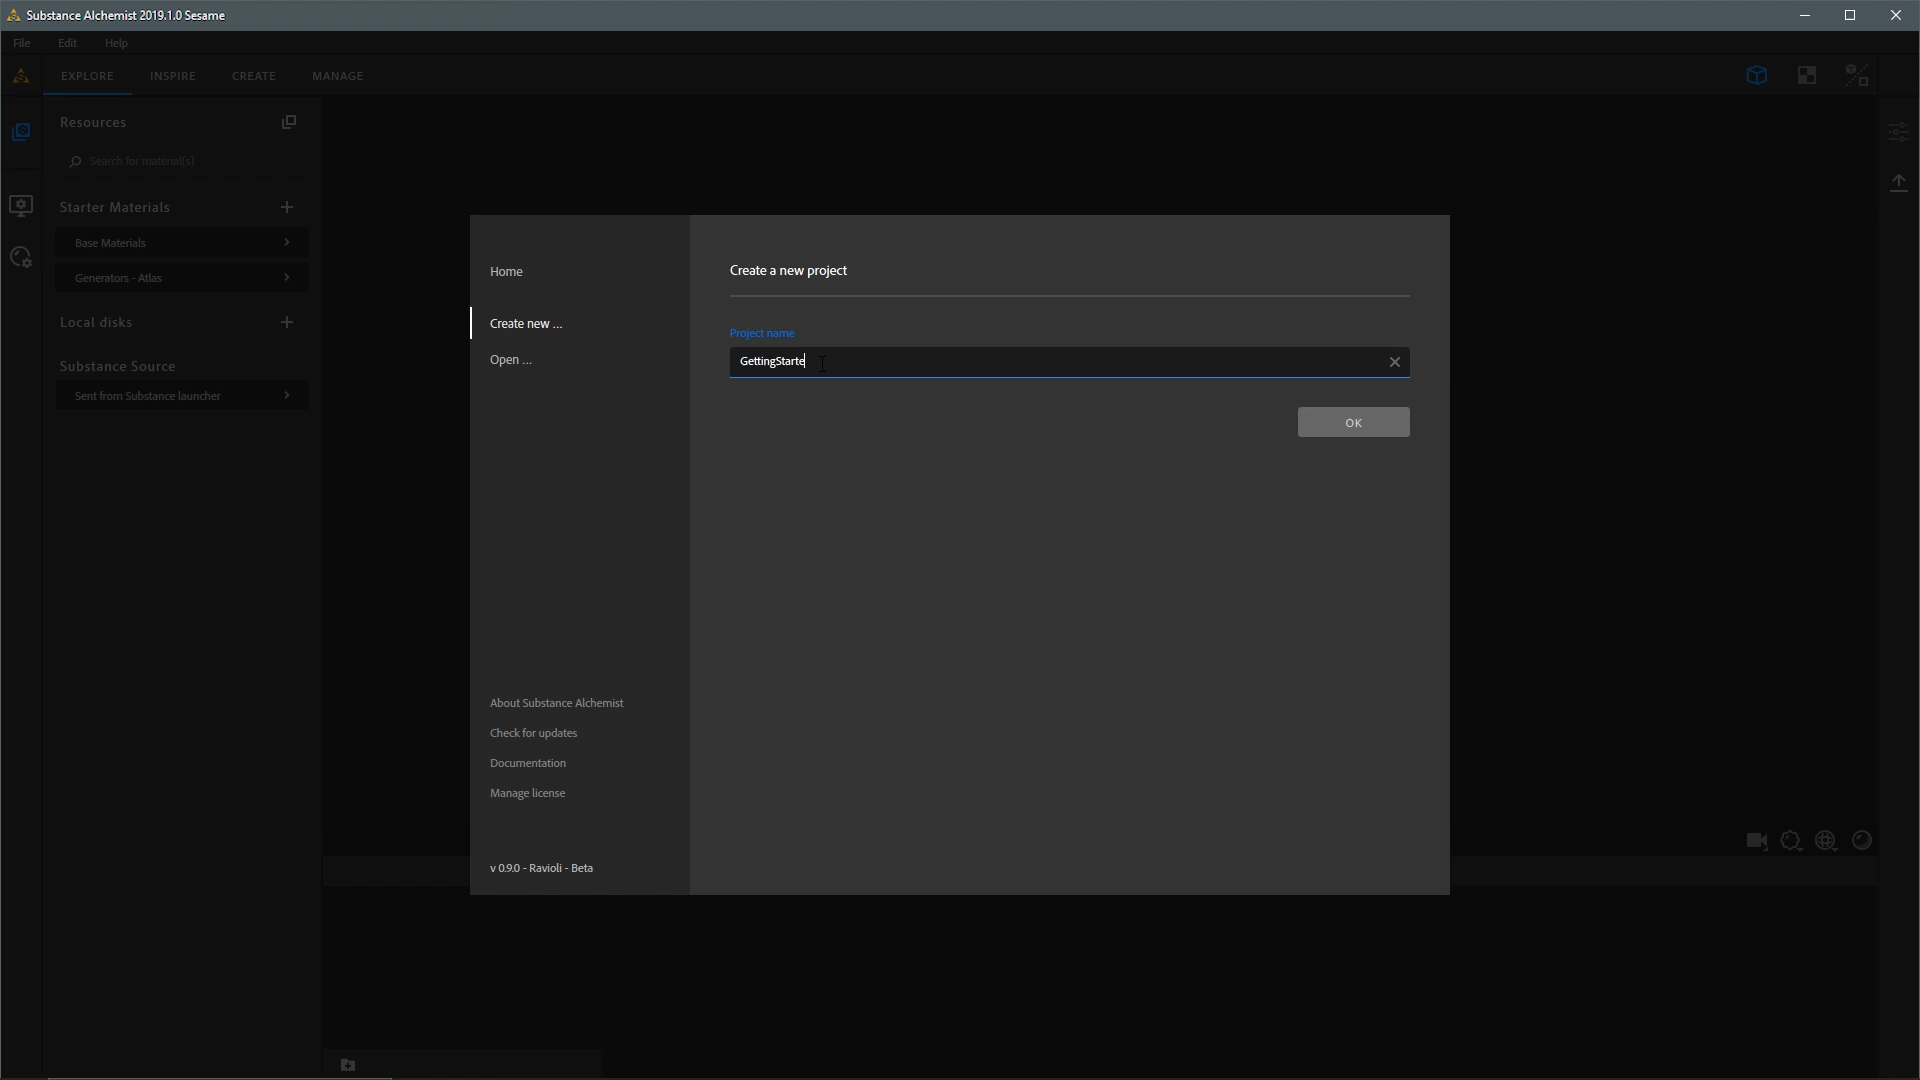 Substance Alchemist 2019.1.0 Sesame
File Edit Help
EXPLORE INSPIRE CREATE MANAGE
Resources
Search for material(s)
Starter Materials
Base Materials
Generators - Atlas
Local disks
Substance Source
Sent from Substance launcher
Home
Create new ...
Open ...
About Substance Alchemist
Check for updates
Documentation
Manage license
v 0.9.0 - Ravioli - Beta
Create a new project
Project name
GettingStarte
OK